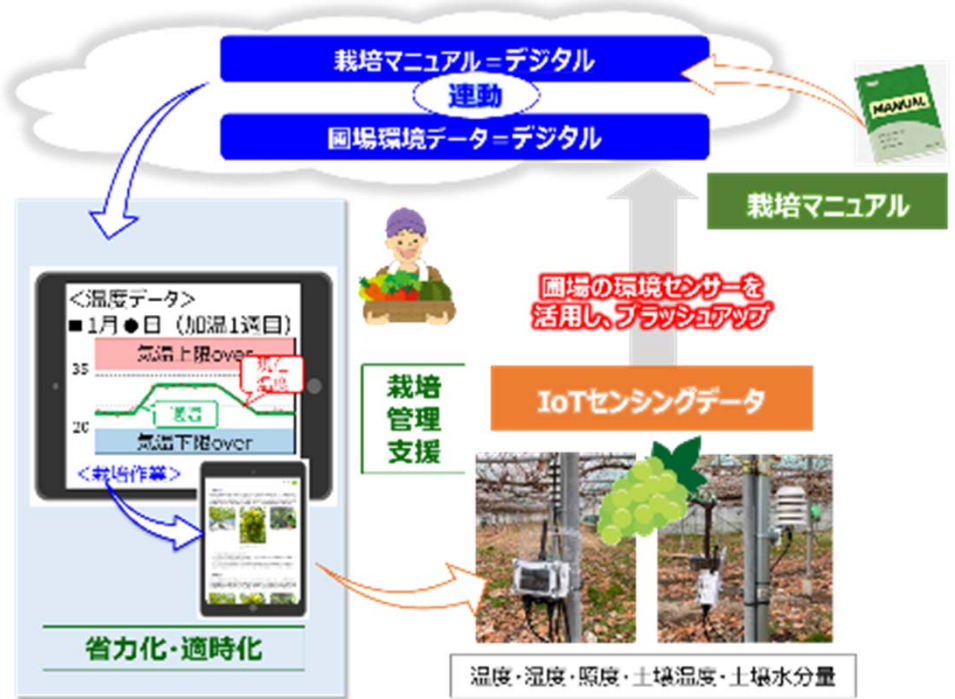 栽培マニュアル=デジタル
連動
圃場環境データ=デジタル
MANUAL
栽培マニュアル
圃場の環境センサーを
活用し、ブラッシュアップ
<温度データ>
■1月●日(加温1週目)
気温上限over
35
現在
温度
適温
20
気温下限over
<栽培作業>
栽培
管理
支援
IoTセンシングデータ
省力化・適時化
温度・湿度・照度・土壌温度・土壌水分量